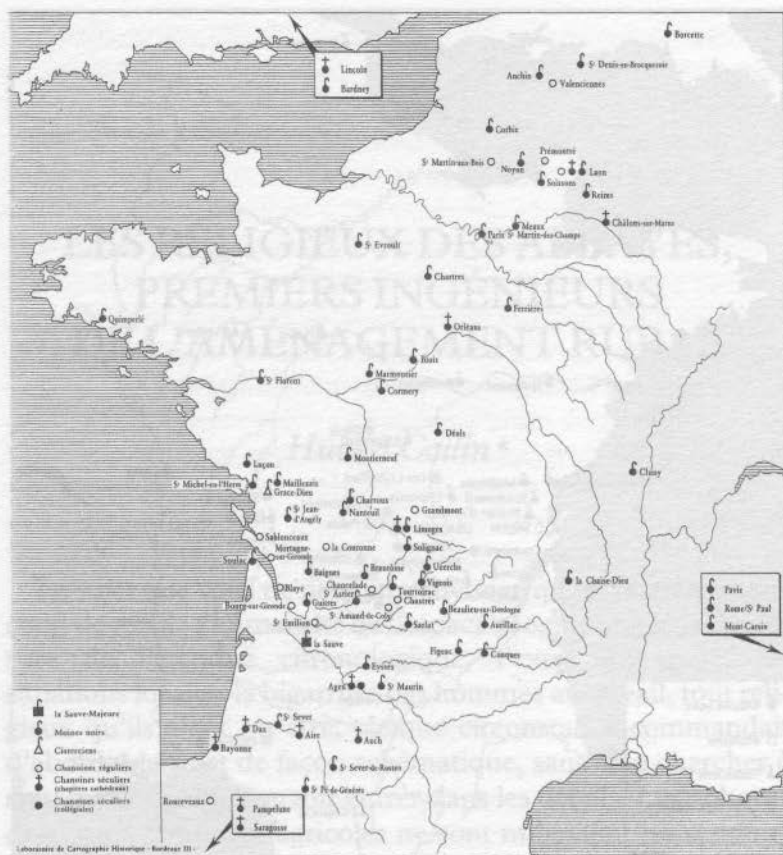 Borcette
Lincoln
Bardney
Sᵗ Denis-en-Brocqueroie
Anchin
Valenciennes
Corbie
Sᵗ Martin-aux-Bois
Prémontré
Noyon
Laon
Soissons
Reims
Meaux
Châlons-sur-Marne
Paris Sᵗ Martin-des-Champs
Sᵗ Evroult
Chartres
Ferrières
Quimperlé
Orléans
Blois
Marmoutier
Sᵗ Florent
Cormery
Déols
Moutierneuf
Luçon
Cluny
Sᵗ Michel-en-l'Herm
Maillezais
Grace-Dieu
Charroux
Sᵗ Jean-
d'Angély
Nanteuil
Grandmont
Limoges
Sablonceaux
la Couronne
Solignac
Mortagne-
sur-Gironde
Soulac
Baignes
Brantôme
Uzerche
la Chaise-Dieu
Chancelade
Vigeois
Pavie
Blaye
Tourtoirac
Sᵗ Astier
Chastres
Rome/Sᵗ Paul
Bourg-sur-Gironde
Guitres
Beaulieu-sur-Dordogne
Sᵗ Amand-de-Coly
Mont-Cassin
Sᵗ Emilion
Sarlat
Aurillac
la Sauve
Figeac
Conques
Eysses
Agen
Sᵗ Maurin
la Sauve-Majeure
Moines noirs
Cisterciens
Chanoines réguliers
Chanoines séculiers
(chapitres cathédraux)
Chanoines séculiers
(collégiales)
Sᵗ Sever
Dax
Aire
Auch
Bayonne
Sᵗ Sever-de-Rustan
Sᵗ Pé-de-Générès
Roncevaux
Pampelune
Saragosse
Laboratoire de Cartographie Historique - Bordeaux III -